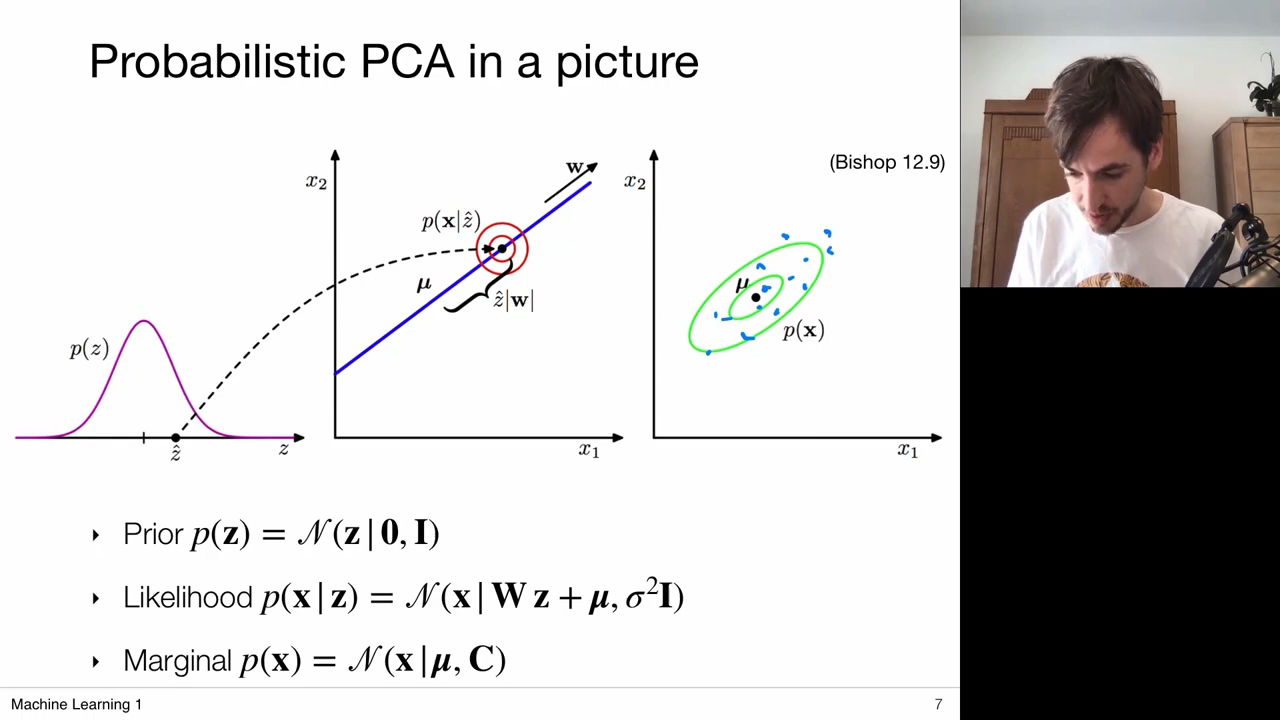 Probabilistic PCA in a picture
(Bishop 12.9)
p(z)
ẑ
z
x₂
p(x|ẑ)
w
μ
ẑ|w|
x₁
x₂
μ
p(x)
x₁
‣ Prior p(z) = 𝒩(z | 0, I)
‣ Likelihood p(x | z) = 𝒩(x | W z + μ, σ²I)
‣ Marginal p(x) = 𝒩(x | μ, C)
Machine Learning 1
7